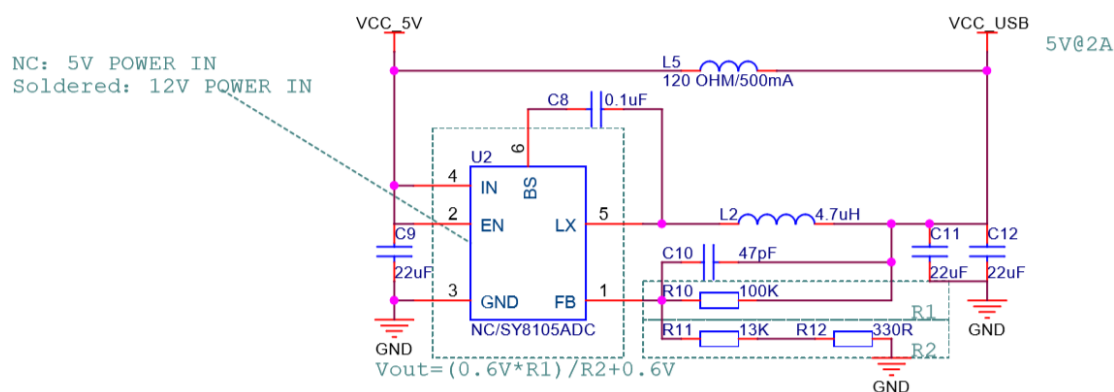 VCC_5V
VCC_USB
5V@2A
NC: 5V POWER IN
Soldered: 12V POWER IN
L5
120 OHM/500mA
C8
0.1uF
U2
6
BS
4
IN
2
EN
LX
5
L2
4.7uH
C9
22uF
C10
47pF
C11
22uF
C12
22uF
3
GND
FB
1
R10
100K
R1
NC/SY8105ADC
R11
13K
R12
330R
R2
GND
GND
GND
Vout=(0.6V*R1)/R2+0.6V